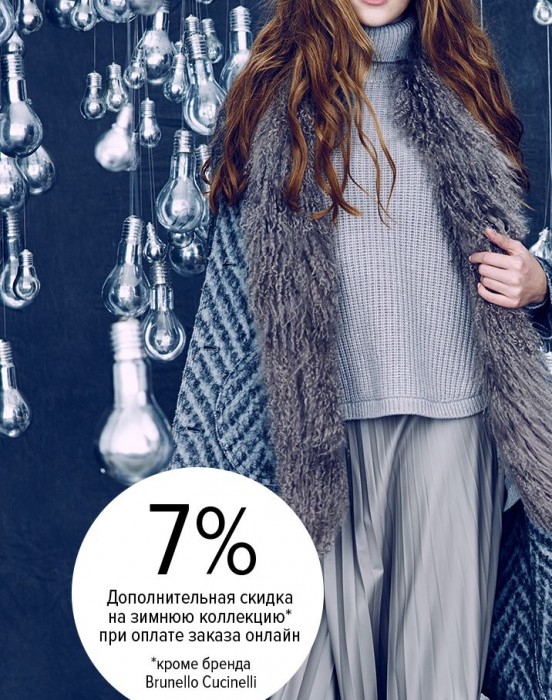 7%
Дополнительная скидка
на зимнюю коллекцию*
при оплате заказа онлайн
*кроме бренда
Brunello Cucinelli